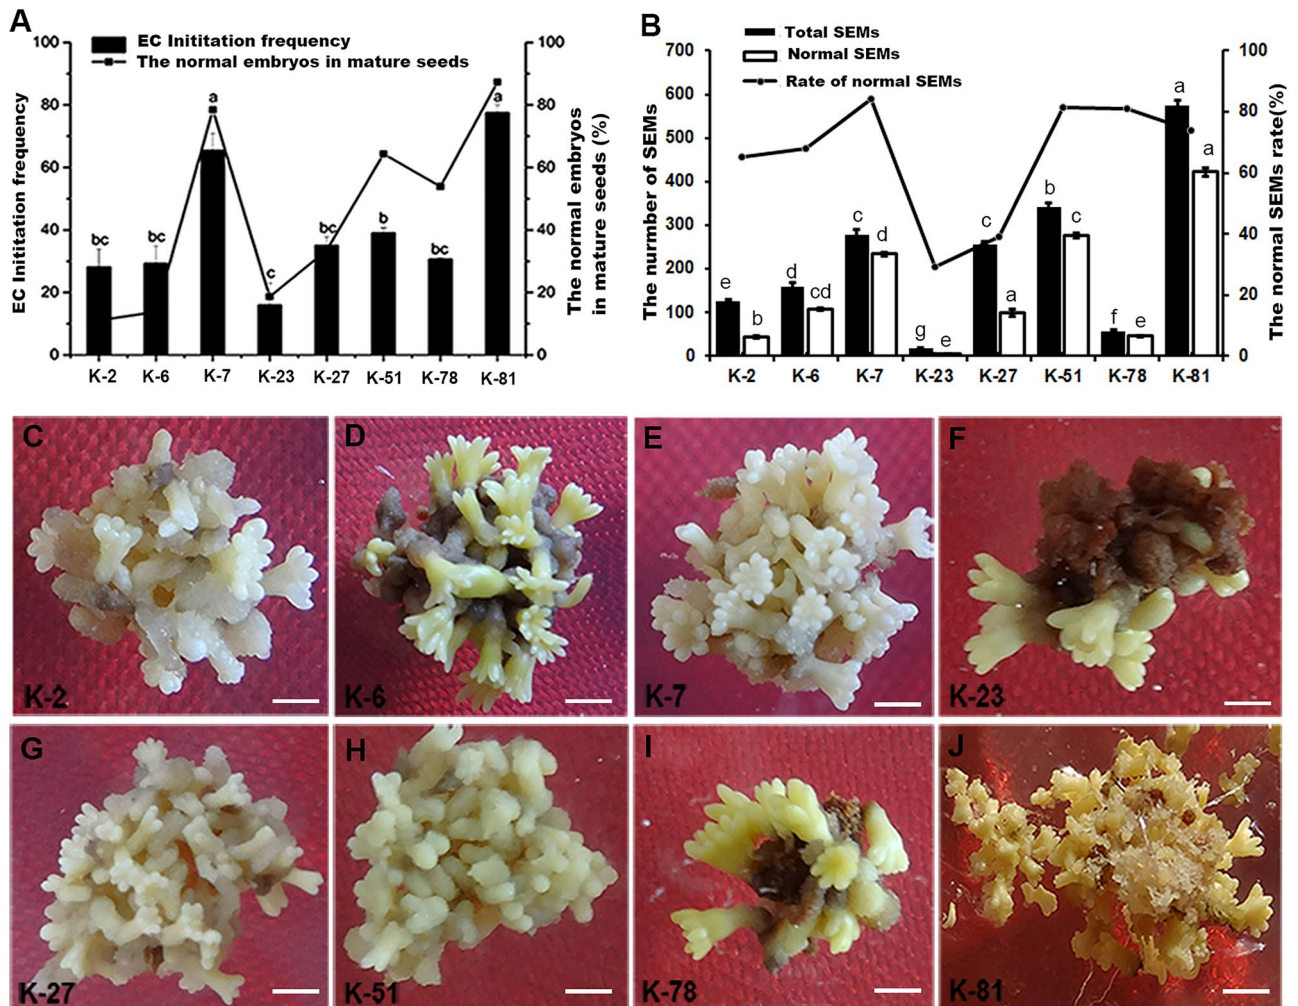 A
EC Inititation frequency
The normal embryos in mature seeds
100
80
60
40
20
0
EC Inititation frequency
bc
bc
a
c
bc
b
bc
a
100
80
60
40
20
0
The normal embryos
in mature seeds (%)
K-2 K-6 K-7 K-23 K-27 K-51 K-78 K-81
B
Total SEMs
Normal SEMs
Rate of normal SEMs
700
600
500
400
300
200
100
0
The nurmber of SEMs
e
b
d
cd
c
d
g
e
c
a
b
c
f
e
a
a
100
80
60
40
20
0
The normal SEMs rate(%)
K-2 K-6 K-7 K-23 K-27 K-51 K-78 K-81
C
K-2
D
K-6
E
K-7
F
K-23
G
K-27
H
K-51
I
K-78
J
K-81